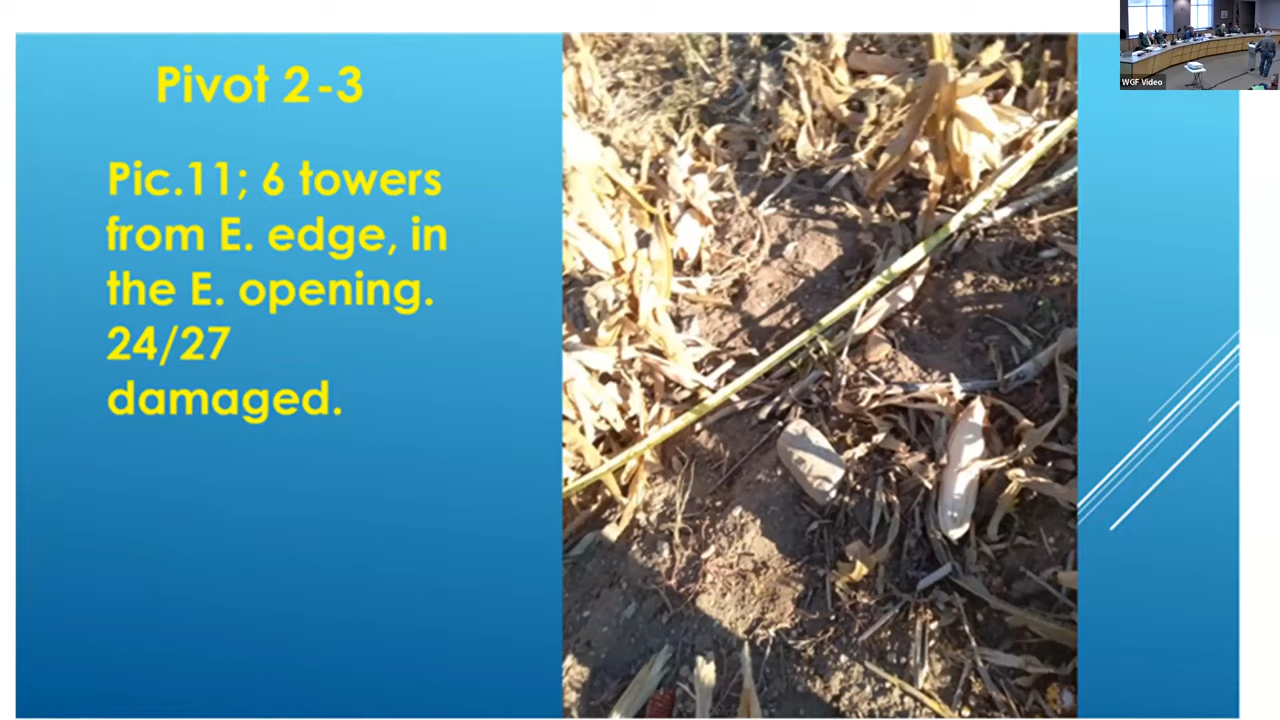 Pivot 2-3
Pic.11; 6 towers
from E. edge, in
the E. opening.
24/27
damaged.
WGF Video